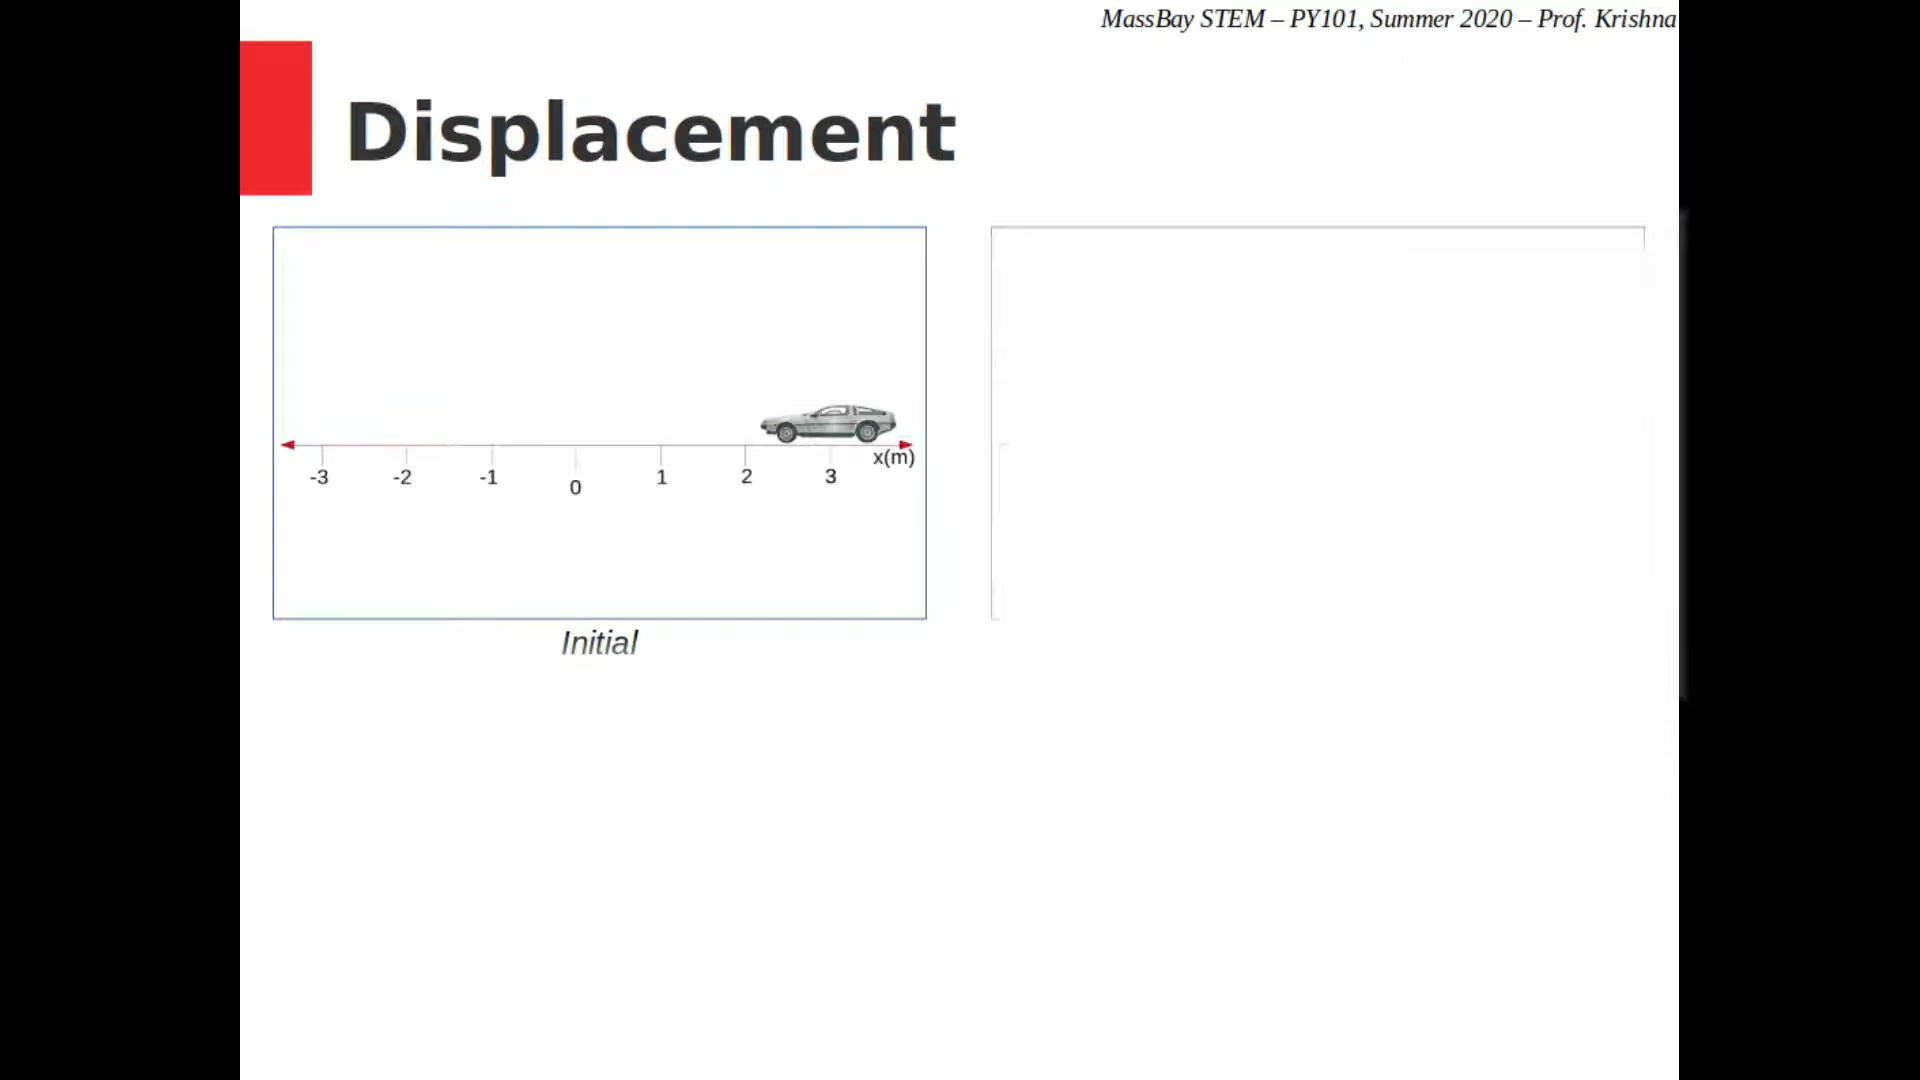 MassBay STEM – PY101, Summer 2020 – Prof. Krishna
Displacement
x(m)
-3 -2 -1 0 1 2 3
Initial